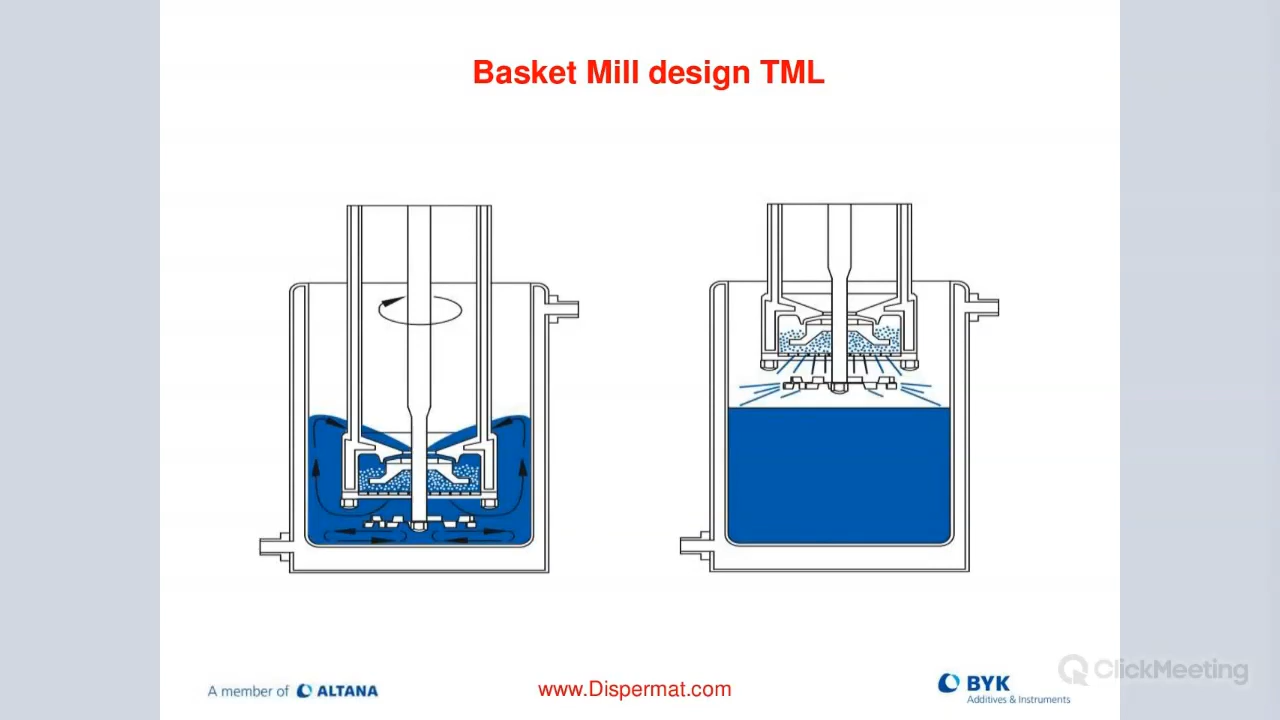 Basket Mill design TML
ClickMeeting
A member of ALTANA
www.Dispermat.com
BYK
Additives & Instruments